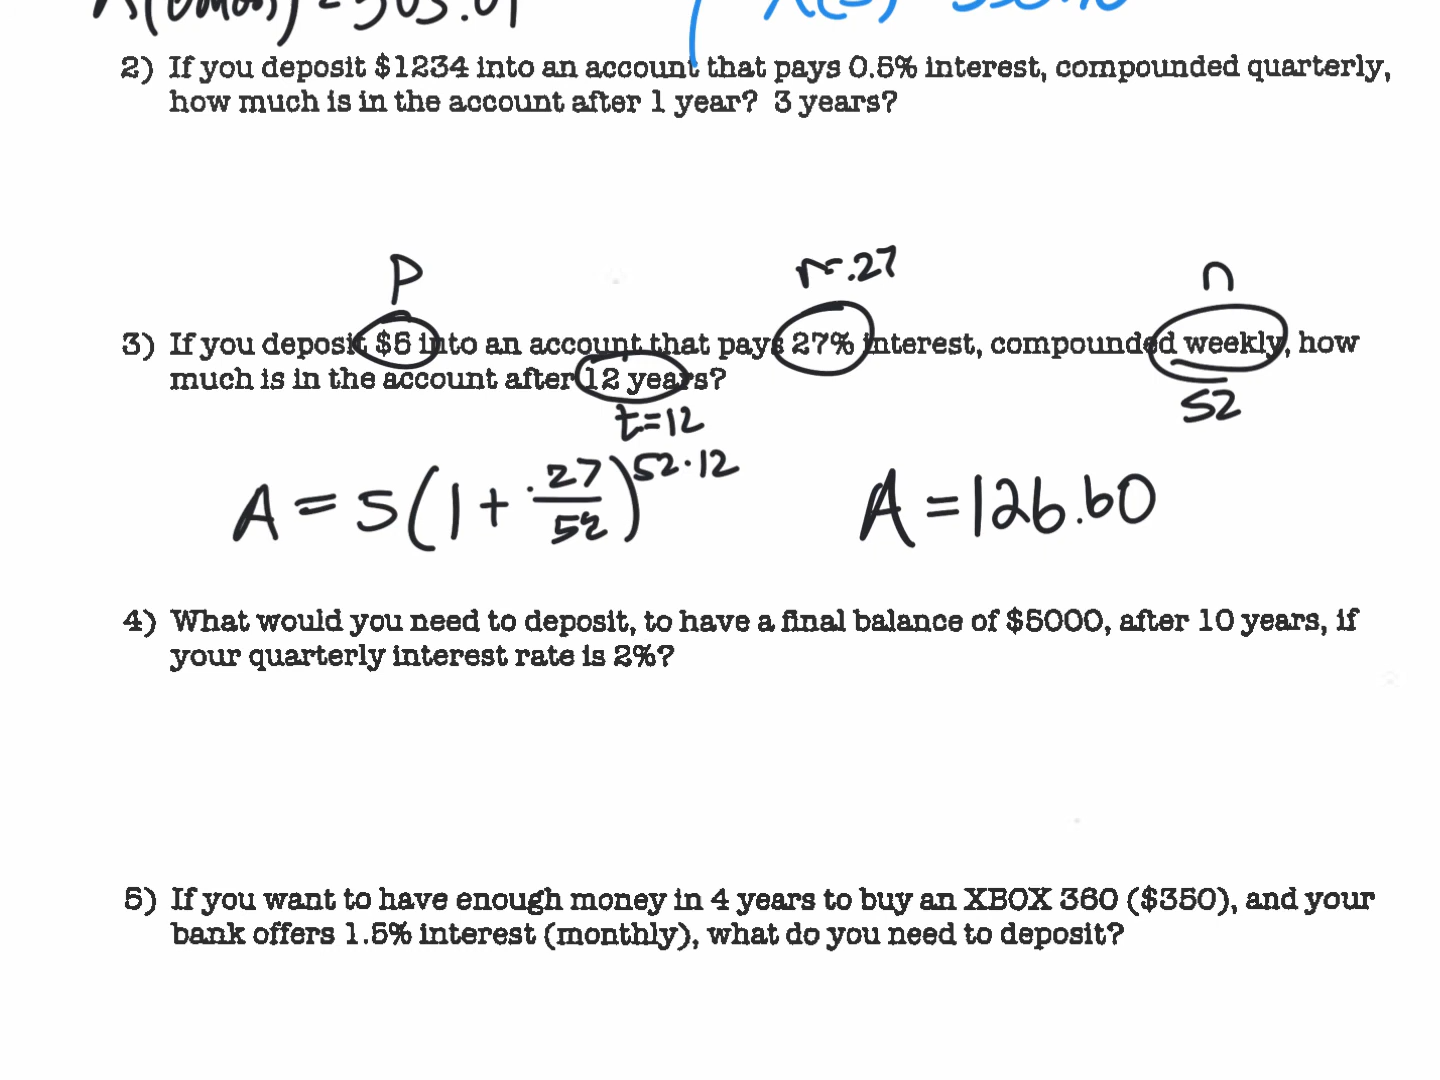 2) If you deposit $1234 into an account that pays 0.5% interest, compounded quarterly,
how much is in the account after 1 year? 3 years?
P r=.27 n
3) If you deposit $5 into an account that pays 27% interest, compounded weekly, how
much is in the account after 12 years?
t=12 52
A = 5(1 + .27/52)^52·12 A = 126.60
4) What would you need to deposit, to have a final balance of $5000, after 10 years, if
your quarterly interest rate is 2%?
5) If you want to have enough money in 4 years to buy an XBOX 360 ($350), and your
bank offers 1.5% interest (monthly), what do you need to deposit?